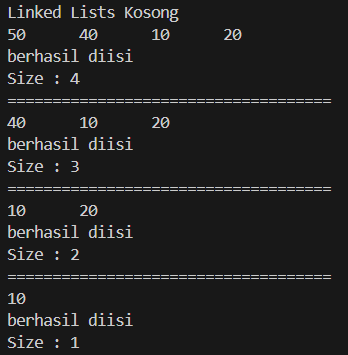 Linked Lists Kosong
50      40      10      20
berhasil diisi
Size : 4
====================================
40      10      20
berhasil diisi
Size : 3
====================================
10      20
berhasil diisi
Size : 2
====================================
10
berhasil diisi
Size : 1